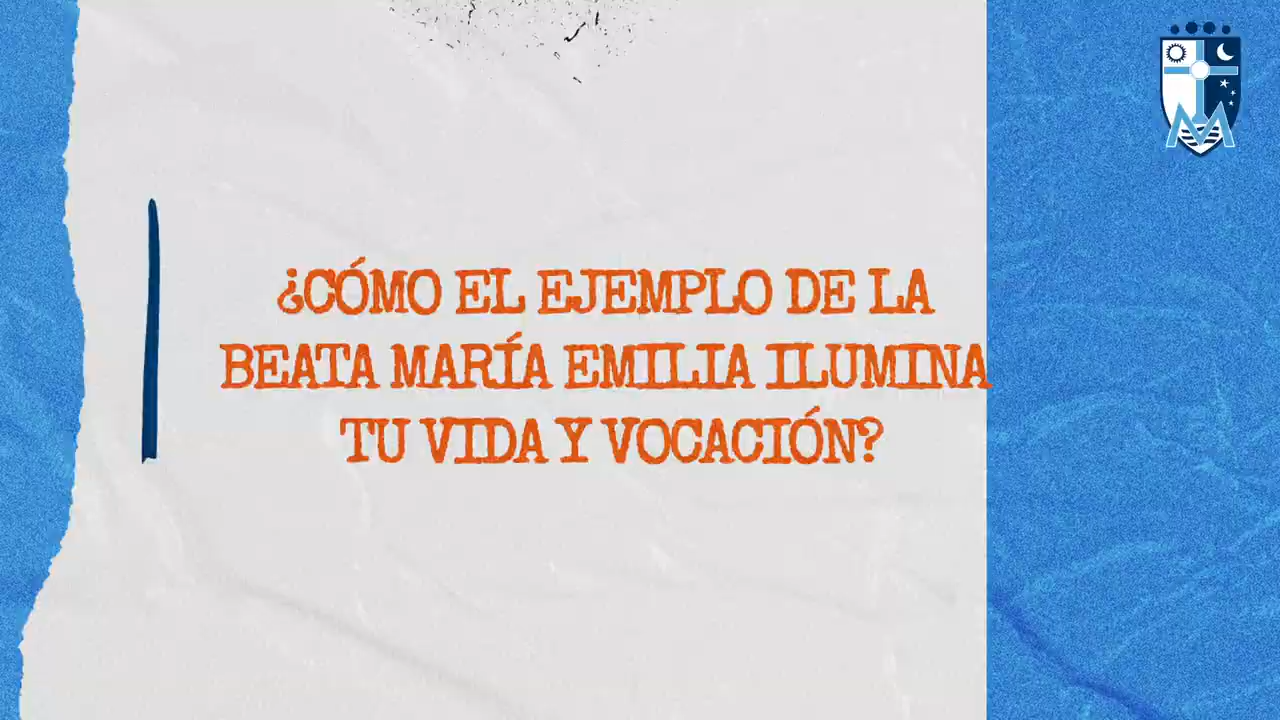 ¿CÓMO EL EJEMPLO DE LA
BEATA MARÍA EMILIA ILUMINA
TU VIDA Y VOCACIÓN?